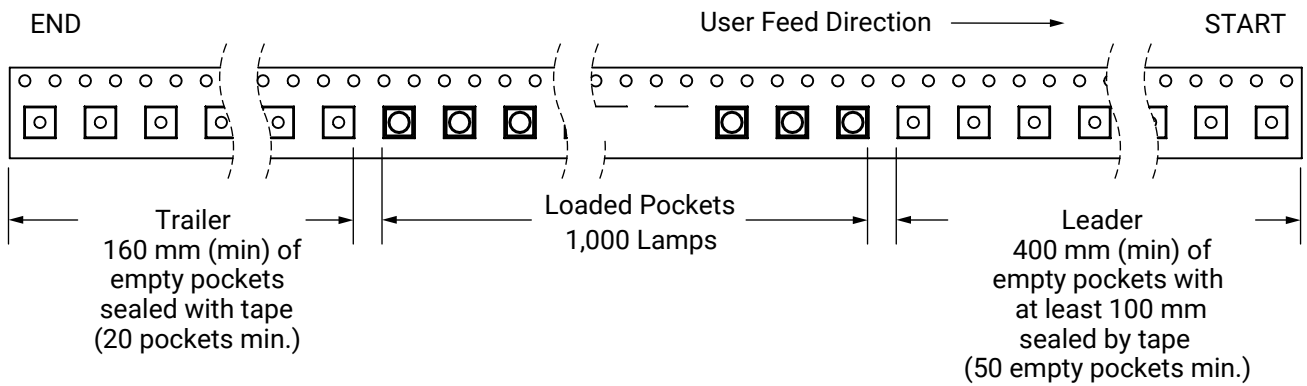 END
User Feed Direction
START
Trailer
160 mm (min) of
empty pockets
sealed with tape
(20 pockets min.)
Loaded Pockets
1,000 Lamps
Leader
400 mm (min) of
empty pockets with
at least 100 mm
sealed by tape
(50 empty pockets min.)